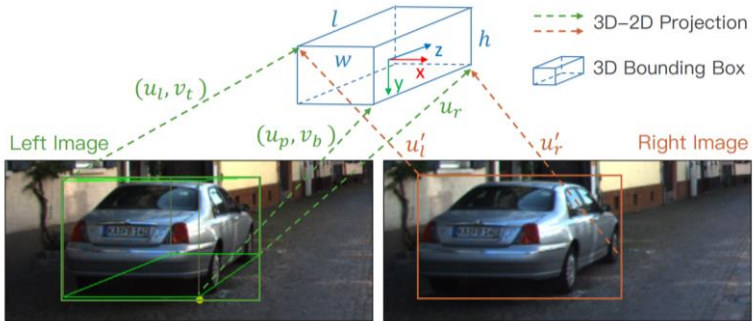 l
h
w
z
x
y
3D-2D Projection
3D Bounding Box
(u_l, v_t)
(u_p, v_b)
u_r
u'_l
u'_r
Left Image
Right Image